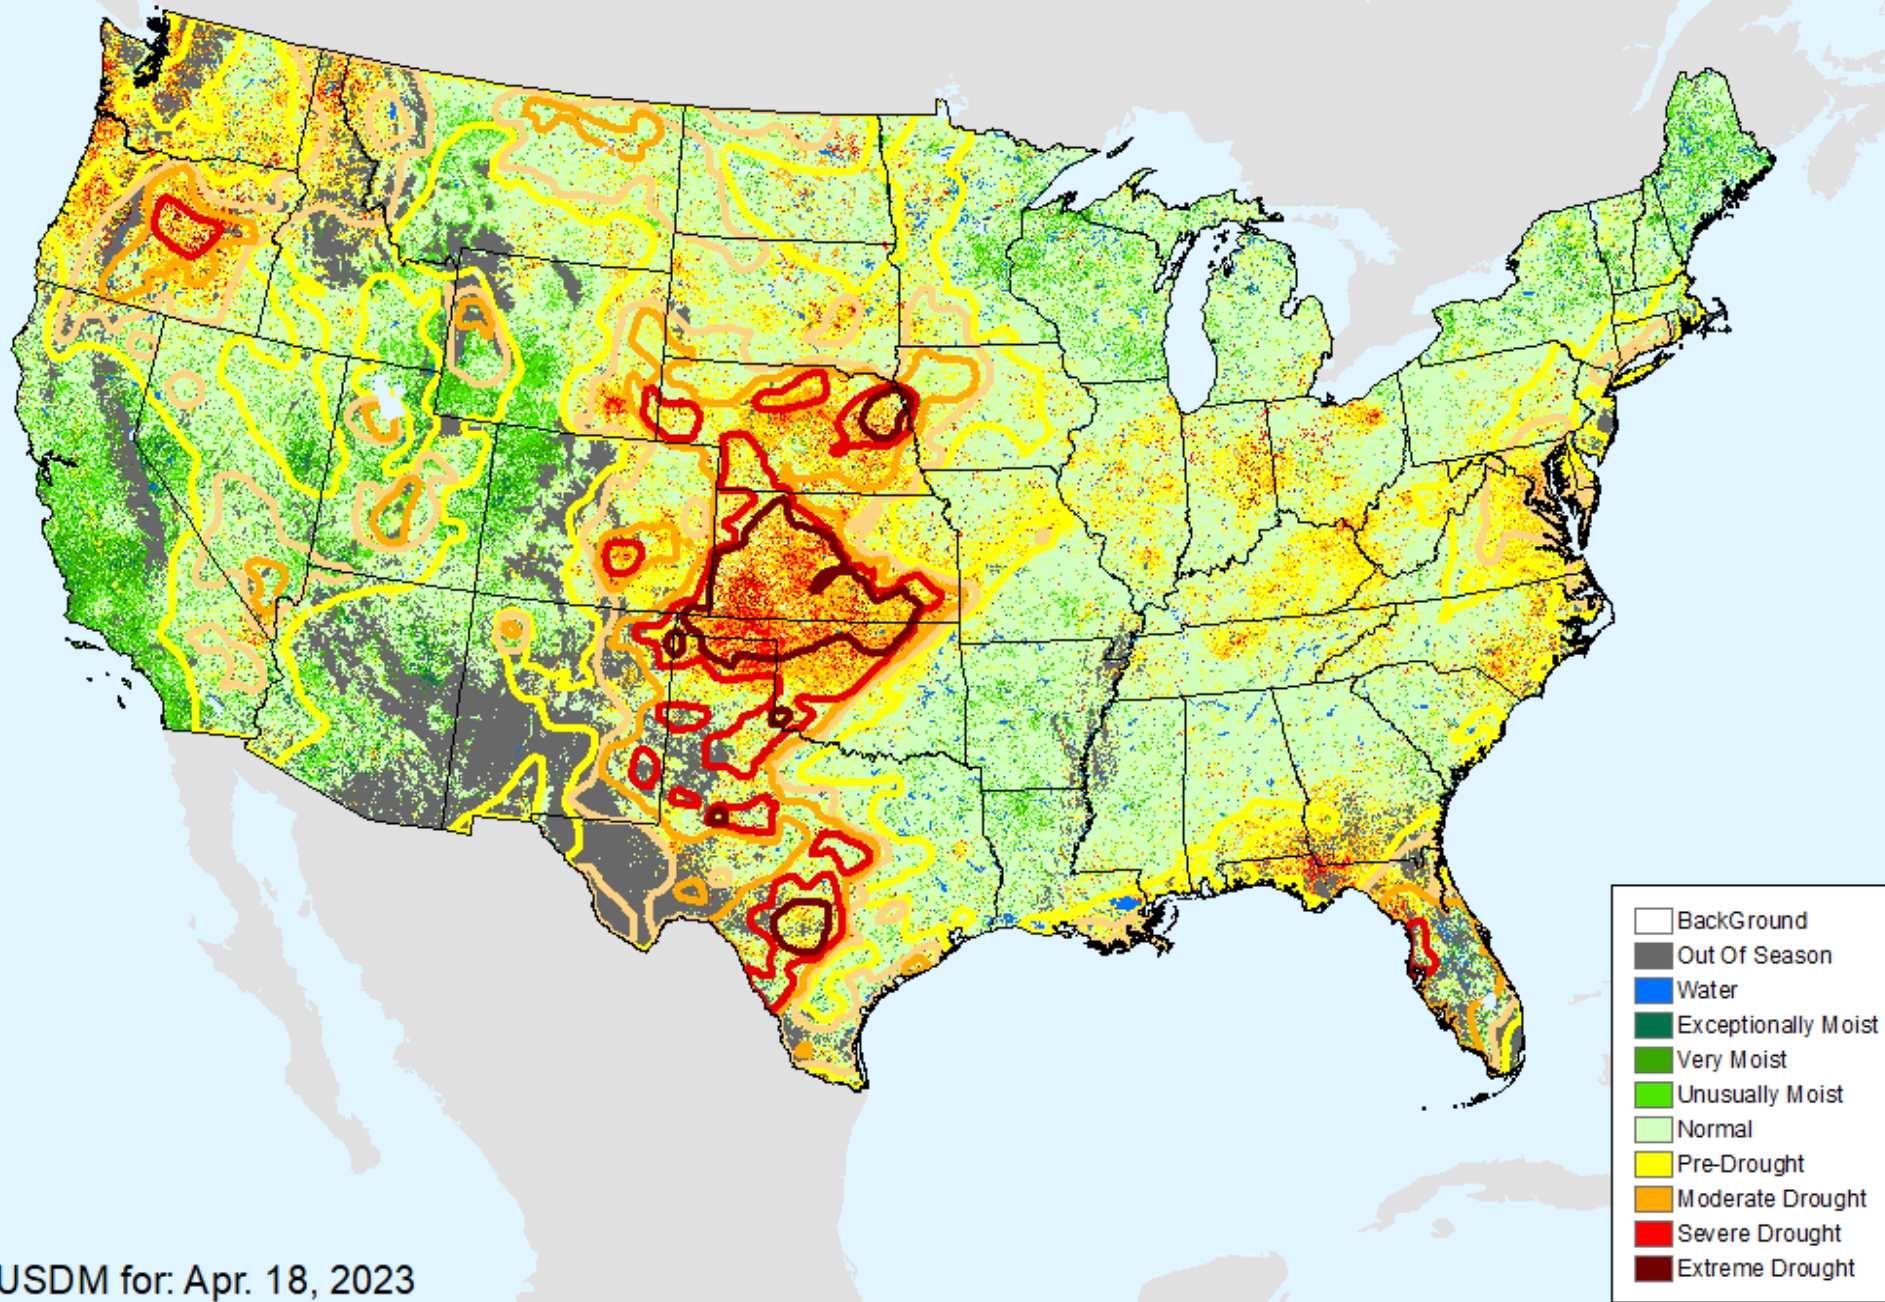 BackGround
Out Of Season
Water
Exceptionally Moist
Very Moist
Unusually Moist
Normal
Pre-Drought
Moderate Drought
Severe Drought
Extreme Drought
USDM for: Apr. 18, 2023